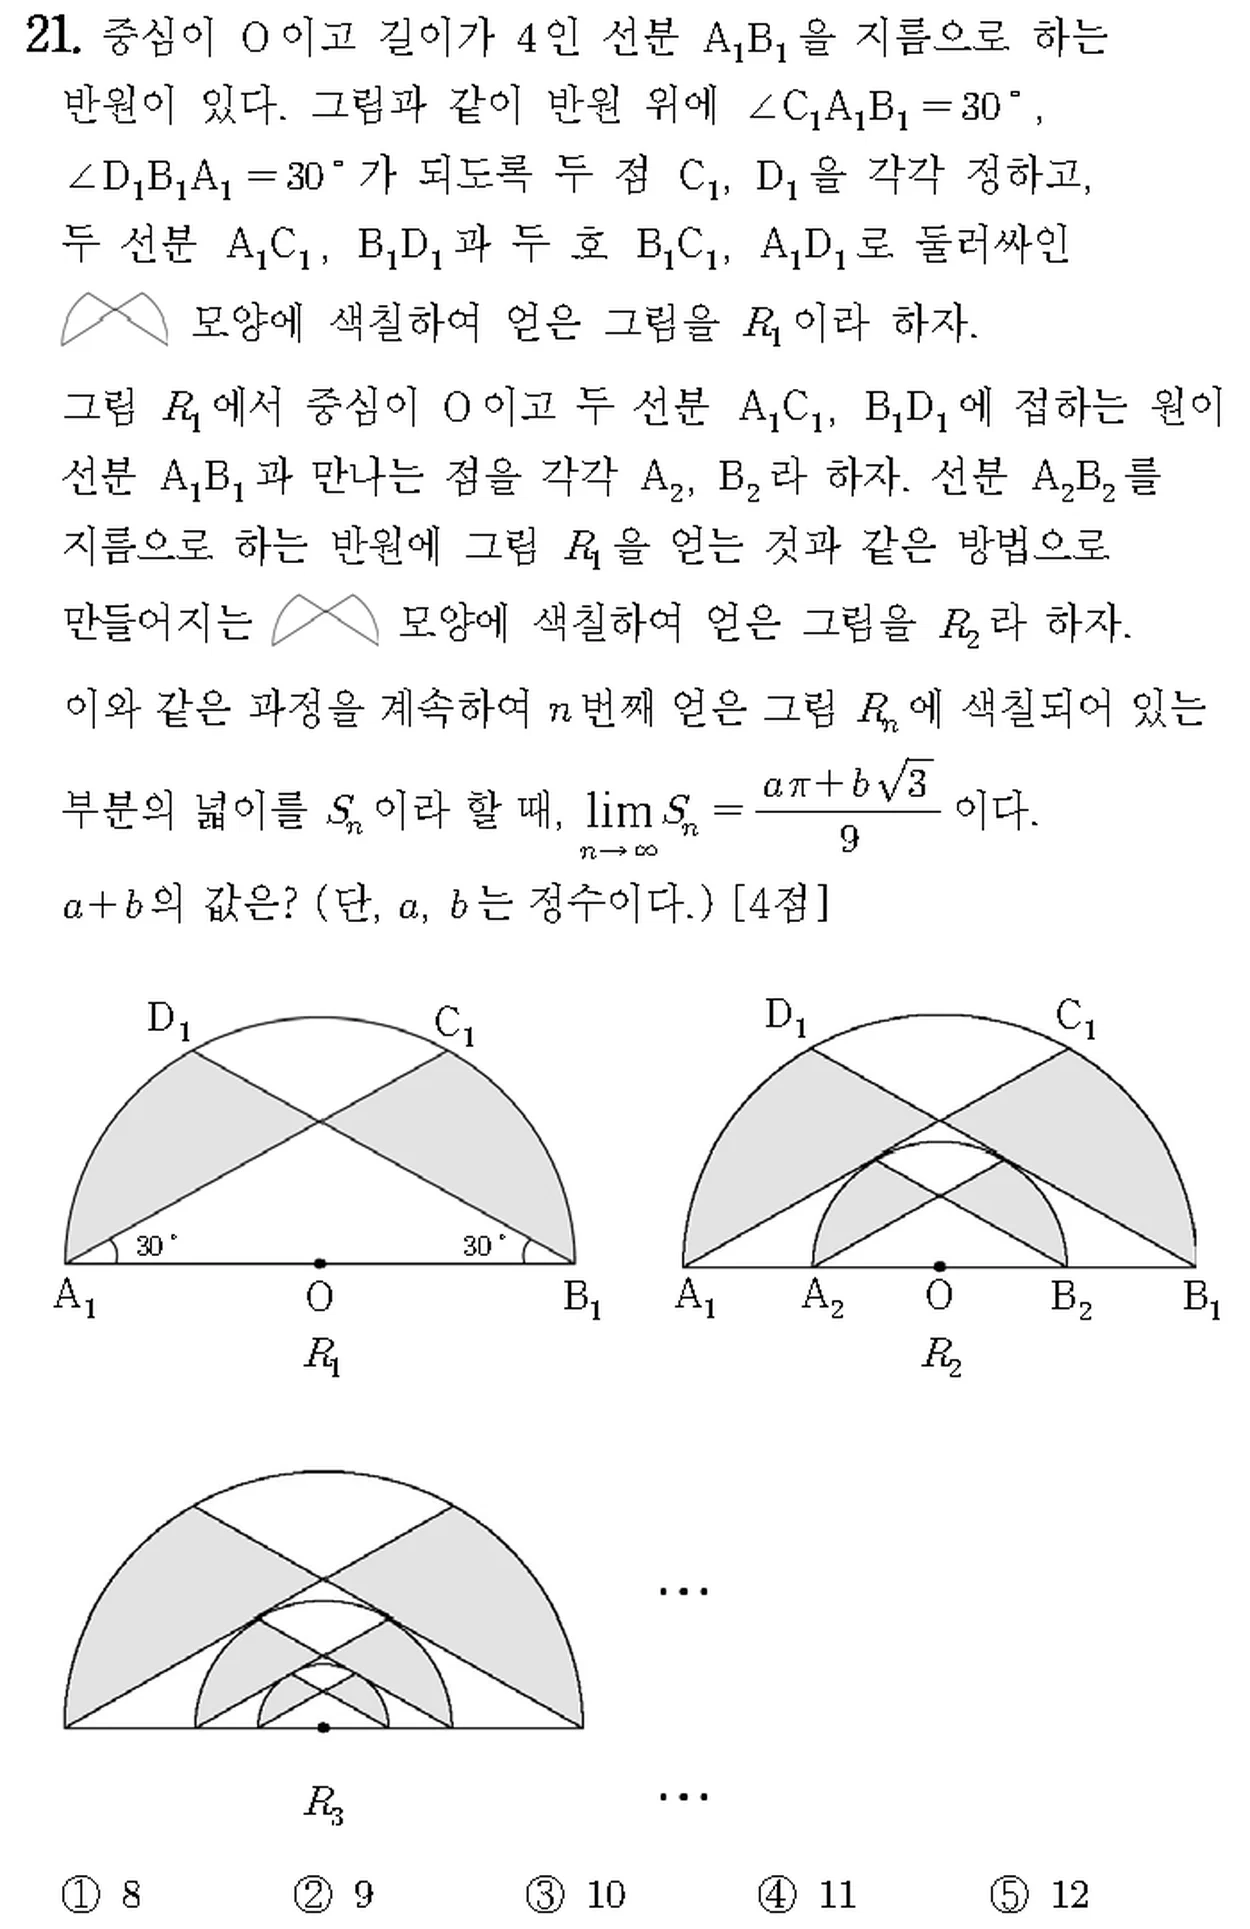 21. 중심이 O이고 길이가 4인 선분 A₁B₁을 지름으로 하는
반원이 있다. 그림과 같이 반원 위에 ∠C₁A₁B₁=30°,
∠D₁B₁A₁=30°가 되도록 두 점 C₁, D₁을 각각 정하고,
두 선분 A₁C₁, B₁D₁과 두 호 B₁C₁, A₁D₁로 둘러싸인
모양에 색칠하여 얻은 그림을 R₁이라 하자.
그림 R₁에서 중심이 O이고 두 선분 A₁C₁, B₁D₁에 접하는 원이
선분 A₁B₁과 만나는 점을 각각 A₂, B₂라 하자. 선분 A₂B₂를
지름으로 하는 반원에 그림 R₁을 얻는 것과 같은 방법으로
만들어지는 모양에 색칠하여 얻은 그림을 R₂라 하자.
이와 같은 과정을 계속하여 n번째 얻은 그림 Rₙ에 색칠되어 있는
부분의 넓이를 Sₙ이라 할 때, lim n→∞ Sₙ = (aπ+b√3)/9 이다.
a+b의 값은? (단, a, b는 정수이다.) [4점]
D₁ C₁ D₁ C₁
30° 30°
A₁ O B₁ A₁ A₂ O B₂ B₁
R₁ R₂
…
R₃ …
① 8 ② 9 ③ 10 ④ 11 ⑤ 12